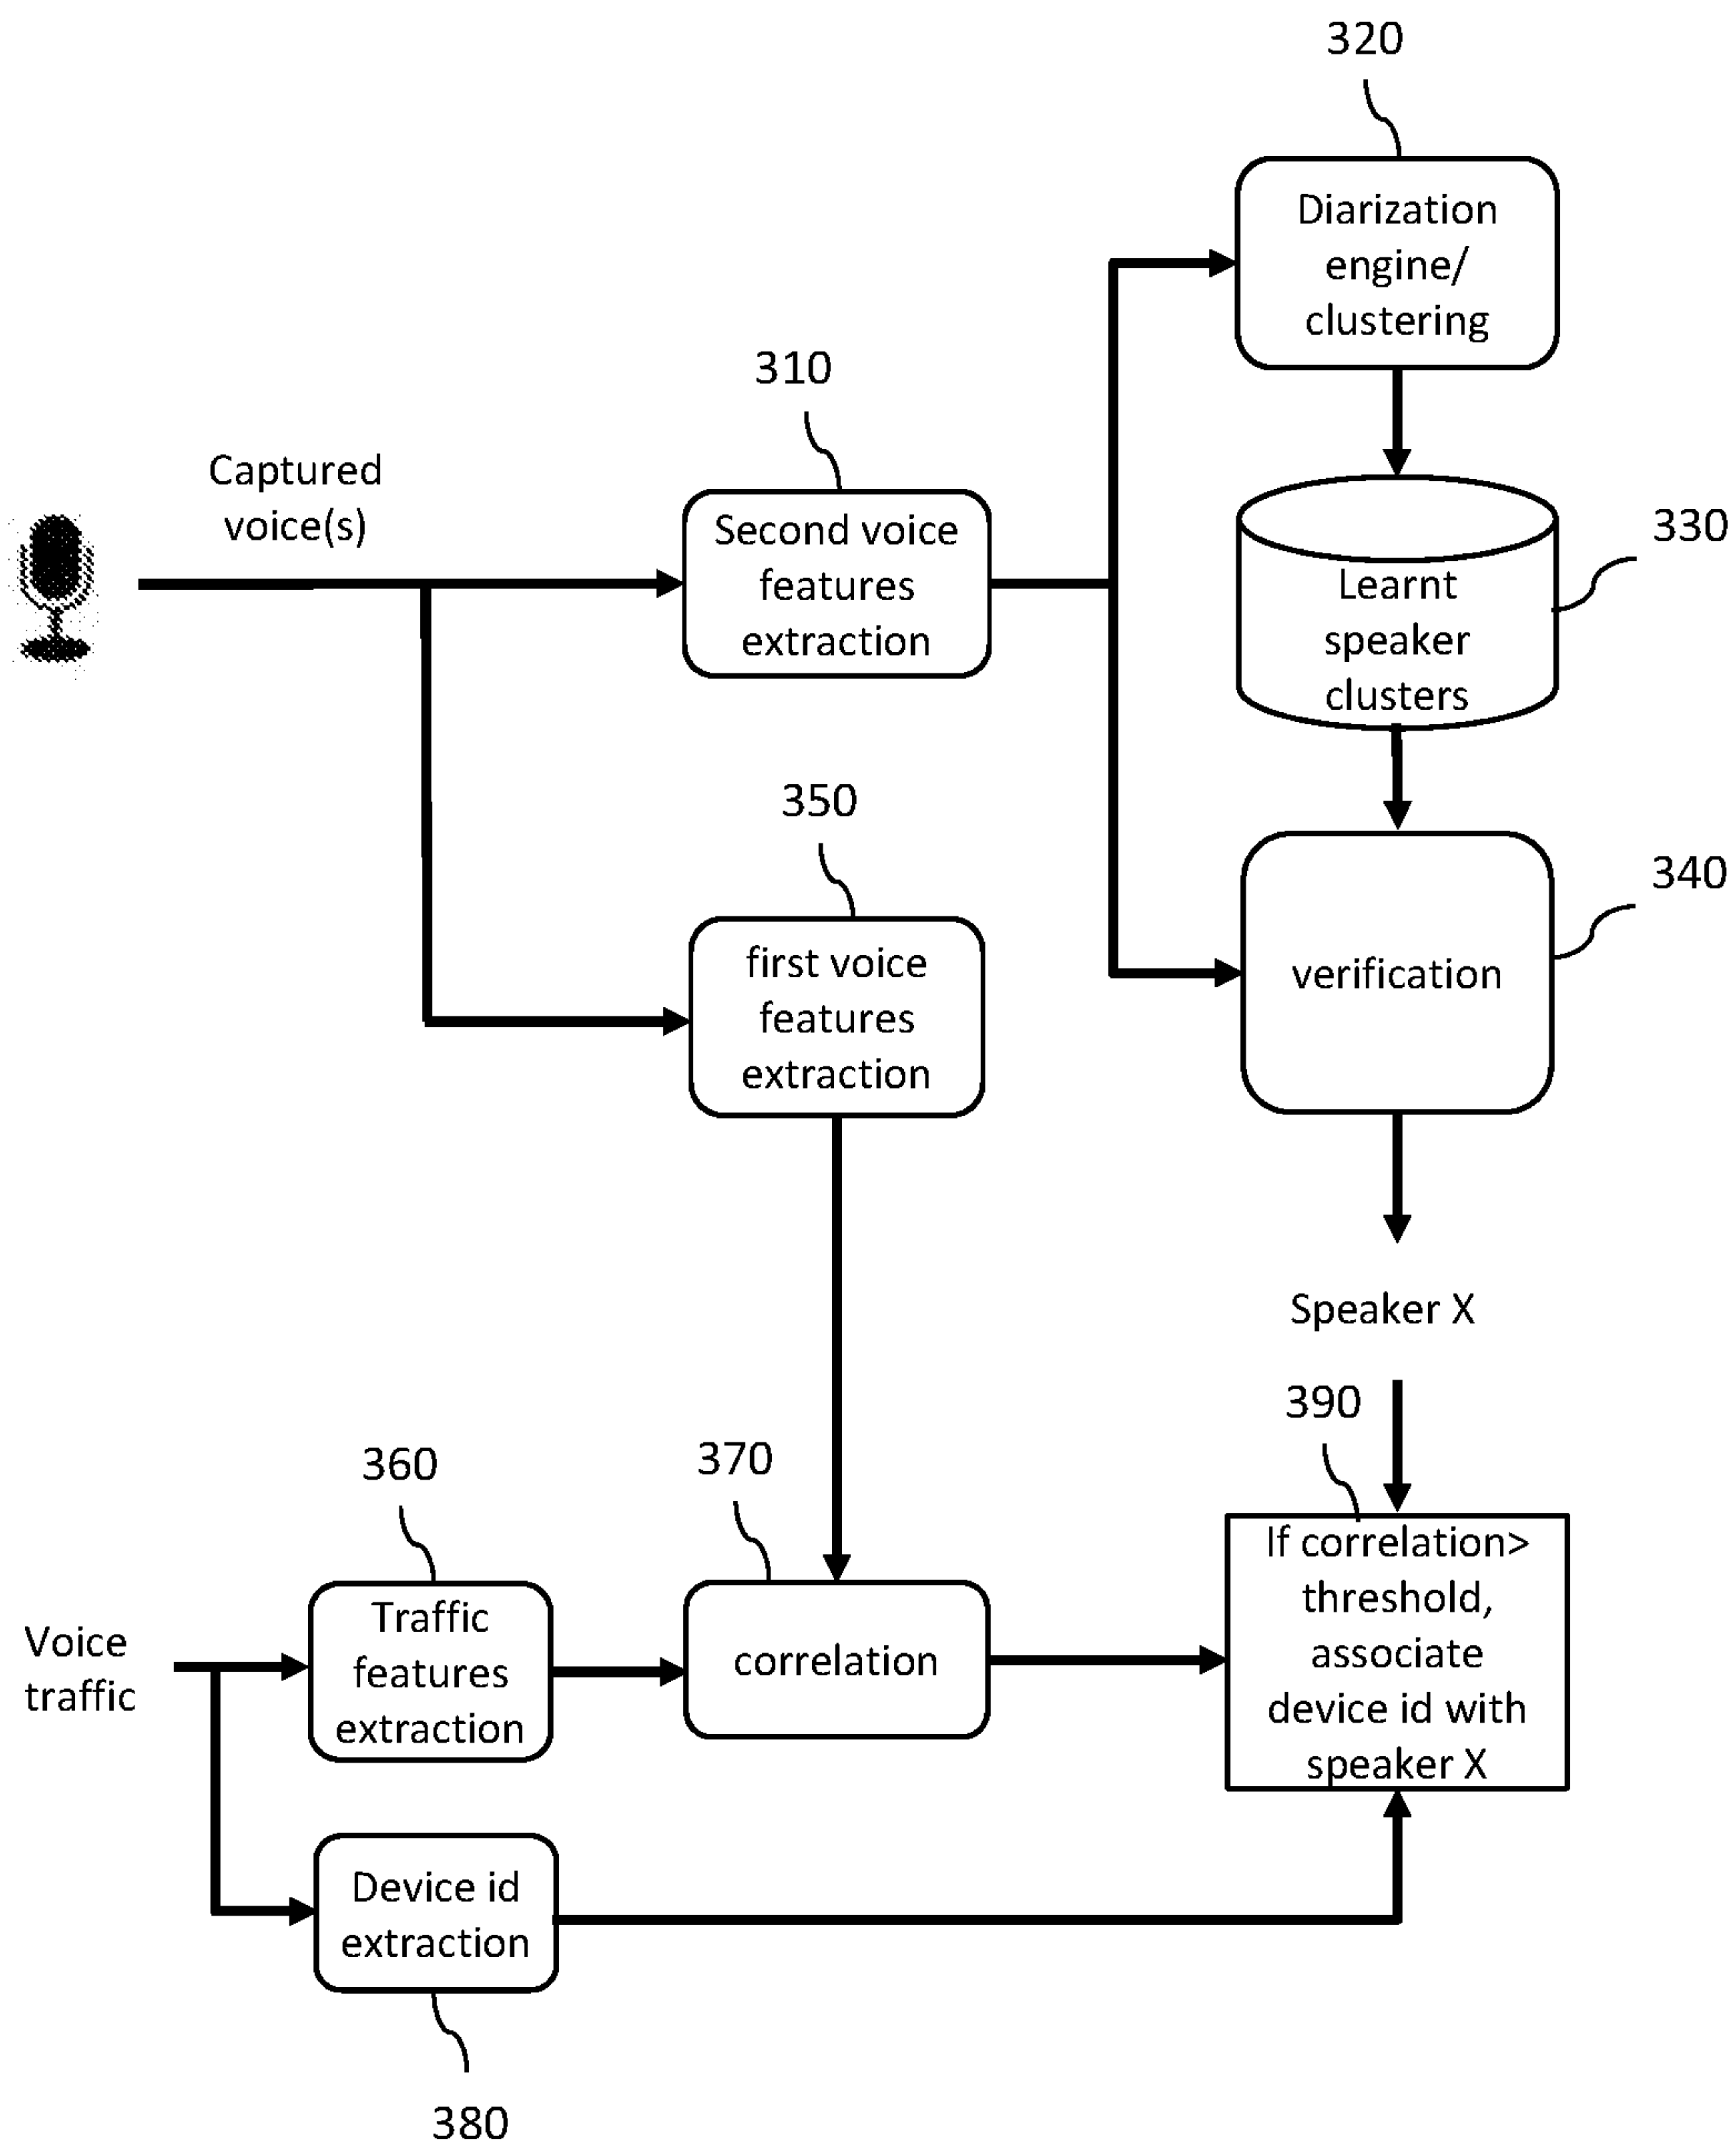 320
Diarization
engine/
clustering
310
Captured
voice(s)
Second voice
features
extraction
330
Learnt
speaker
clusters
350
340
first voice
features
extraction
verification
Speaker X
390
360
370
If correlation>
threshold,
associate
device id with
speaker X
Traffic
features
extraction
correlation
Voice
traffic
Device id
extraction
380